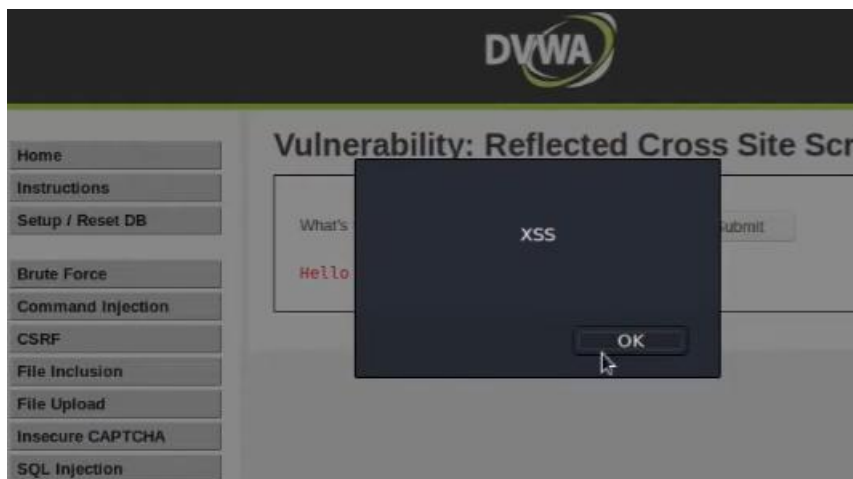 DVWA
Vulnerability: Reflected Cross Site Scr
Home
Instructions
Setup / Reset DB
Brute Force
Command Injection
CSRF
File Inclusion
File Upload
Insecure CAPTCHA
SQL Injection
What's
Submit
Hello
XSS
OK